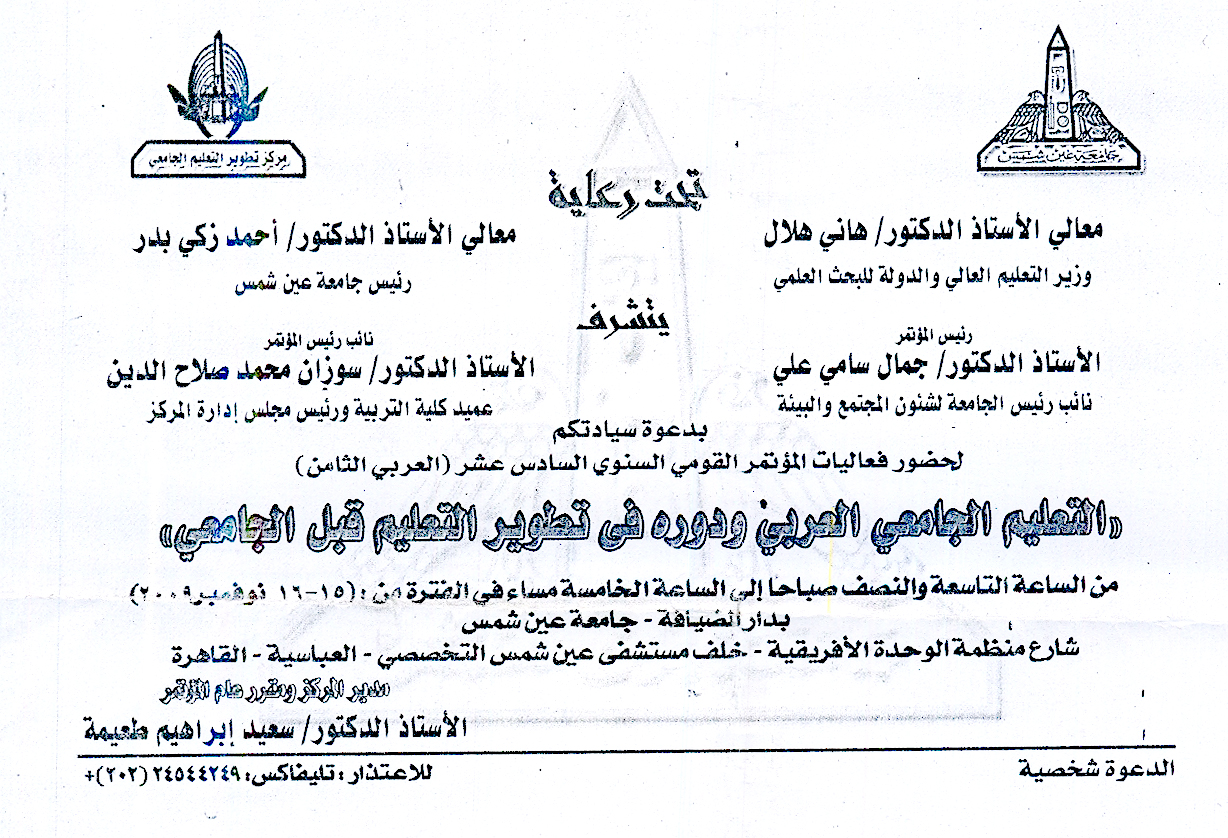 جامعة عين شمس
مركز تطوير التعليم الجامعي
تحت رعاية
معالي الأستاذ الدكتور/ هاني هلال
وزير التعليم العالي والدولة للبحث العلمي
معالي الأستاذ الدكتور/ أحمد زكي بدر
رئيس جامعة عين شمس
يتشرف
رئيس المؤتمر
الأستاذ الدكتور/ جمال سامي علي
نائب رئيس الجامعة لشئون المجتمع والبيئة
نائب رئيس المؤتمر
الأستاذ الدكتور/ سوزان محمد صلاح الدين
عميد كلية التربية ورئيس مجلس إدارة المركز
بدعوة سيادتكم
لحضور فعاليات المؤتمر القومي السنوي السادس عشر (العربي الثامن)
«التعليم الجامعي العربي ودوره فى تطوير التعليم قبل الجامعي»
من الساعة التاسعة والنصف صباحا إلى الساعة الخامسة مساء في الفترة من : (١٥-١٦ نوفمبر ٢٠٠٩)
بدار الضيافة - جامعة عين شمس
شارع منظمة الوحدة الأفريقية - خلف مستشفى عين شمس التخصصي - العباسية - القاهرة
مدير المركز ومقرر عام المؤتمر
الأستاذ الدكتور/ سعيد إبراهيم طعيمة
الدعوة شخصية
للاعتذار : تليفاكس: ٢٤٥٤٤٢٤٩ (٢٠٢)+